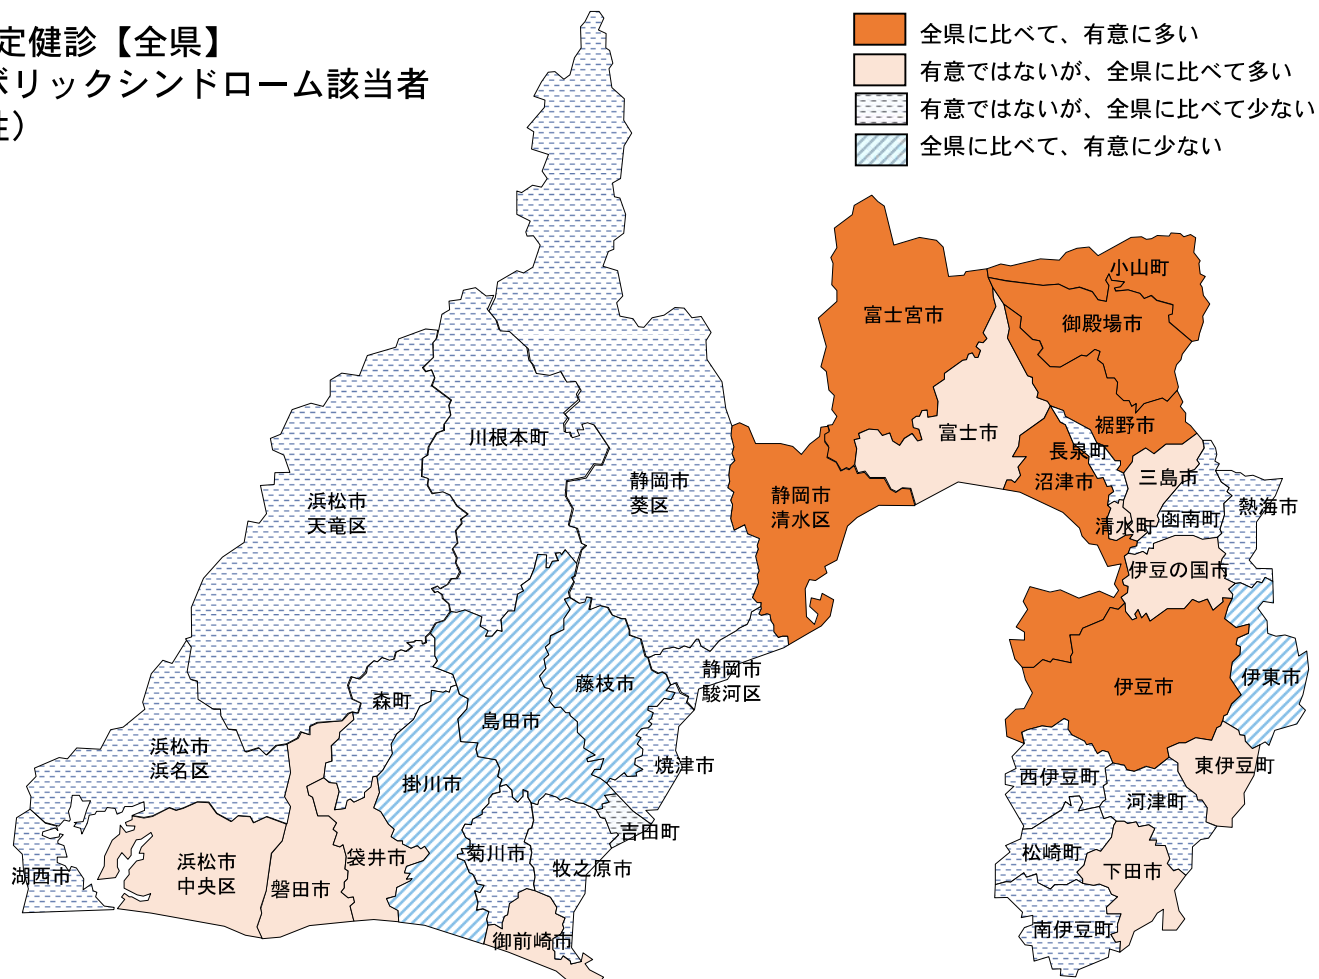 定健診【全県】
ボリックシンドローム該当者
性）
全県に比べて、有意に多い
有意ではないが、全県に比べて多い
有意ではないが、全県に比べて少ない
全県に比べて、有意に少ない
小山町
富士宮市
御殿場市
裾野市
富士市
川根本町
長泉町
三島市
静岡市
葵区
沼津市
浜松市
天竜区
静岡市
清水区
熱海市
函南町
清水町
伊豆の国市
静岡市
駿河区
藤枝市
伊東市
伊豆市
森町
島田市
浜松市
浜名区
焼津市
東伊豆町
西伊豆町
掛川市
河津町
吉田町
菊川市
松崎町
袋井市
浜松市
中央区
牧之原市
下田市
湖西市
磐田市
南伊豆町
御前崎市